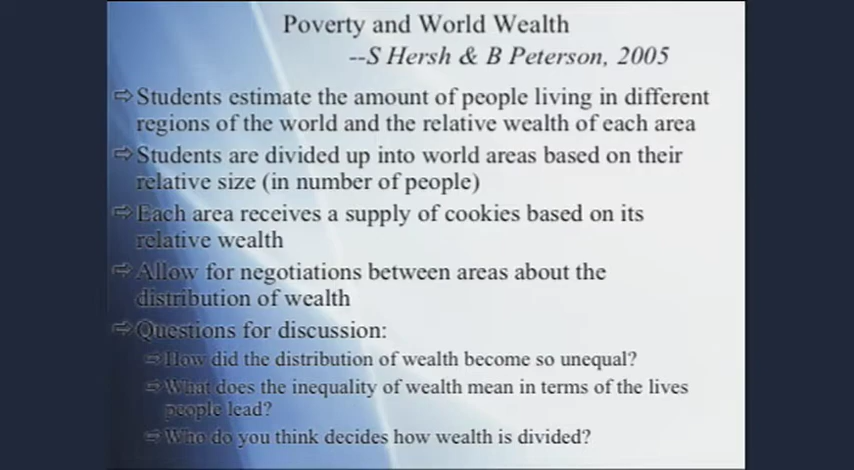 Poverty and World Wealth
--S Hersh & B Peterson, 2005
⇨Students estimate the amount of people living in different
regions of the world and the relative wealth of each area
⇨Students are divided up into world areas based on their
relative size (in number of people)
⇨Each area receives a supply of cookies based on its
relative wealth
⇨Allow for negotiations between areas about the
distribution of wealth
⇨Questions for discussion:
⇨How did the distribution of wealth become so unequal?
⇨What does the inequality of wealth mean in terms of the lives
people lead?
⇨Who do you think decides how wealth is divided?